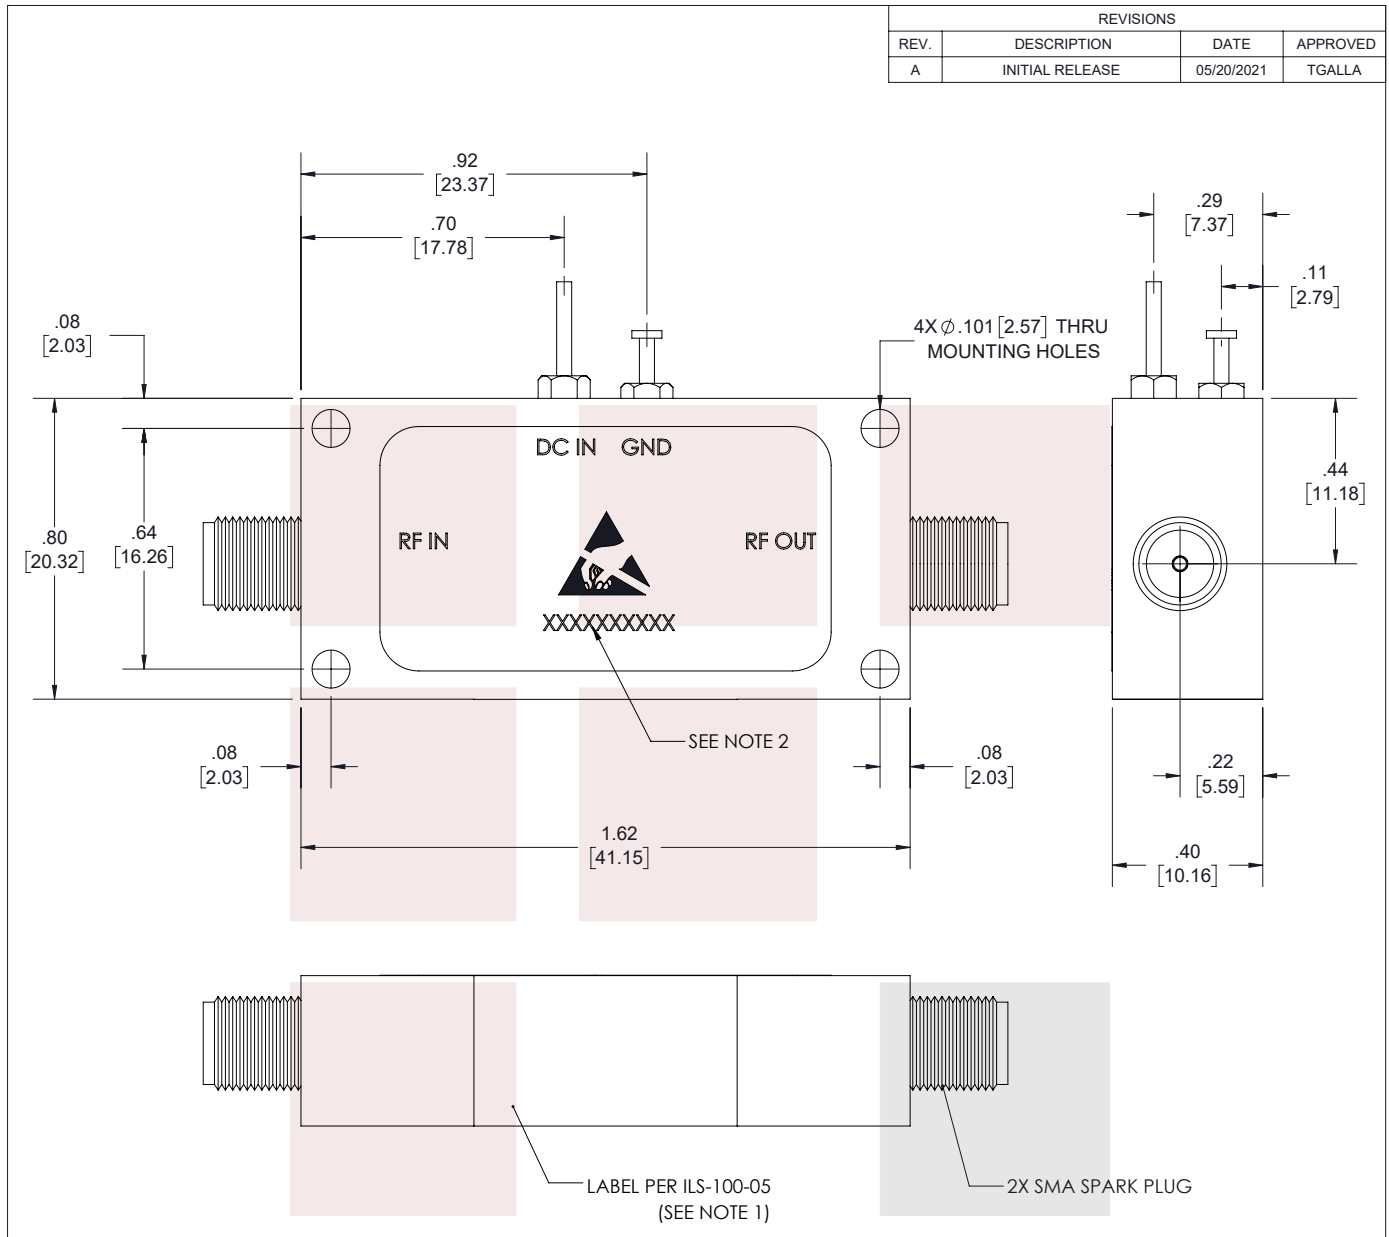 REVISIONS
REV. DESCRIPTION DATE APPROVED
A INITIAL RELEASE 05/20/2021 TGALLA
.92
[23.37]
.70
[17.78]
.29
[7.37]
.11
[2.79]
.08
[2.03]
4X Ø .101 [2.57] THRU
MOUNTING HOLES
DC IN GND
.44
[11.18]
.80
[20.32]
.64
[16.26]
RF IN
RF OUT
XXXXXXXXXX
SEE NOTE 2
.08
[2.03]
.08
[2.03]
.22
[5.59]
1.62
[41.15]
.40
[10.16]
LABEL PER ILS-100-05
(SEE NOTE 1)
2X SMA SPARK PLUG